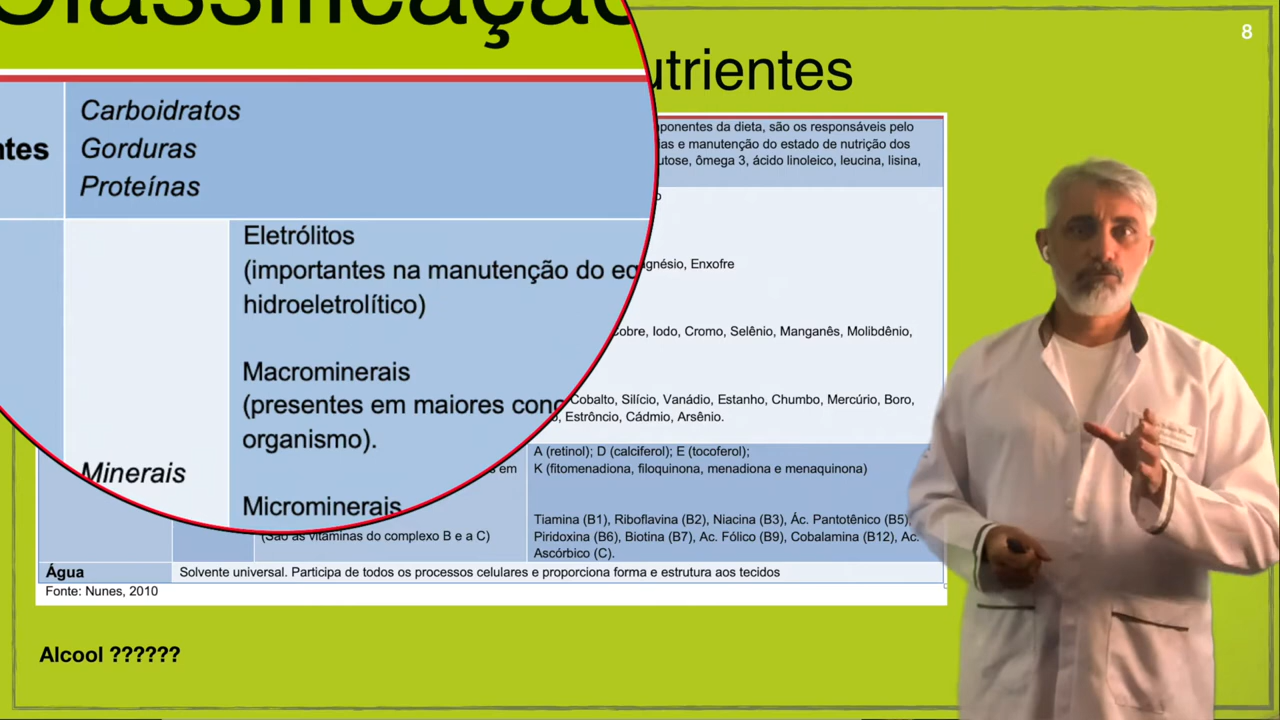 8
Classificação
utrientes
ntes
Carboidratos
Gorduras
Proteínas
ponentes da dieta, são os responsáveis pelo
ias e manutenção do estado de nutrição dos
utose, ômega 3, ácido linoleico, leucina, lisina,
Minerais
Eletrólitos
(importantes na manutenção do eq
hidroeletrolítico)
Macrominerais
(presentes em maiores conc
organismo).
gnésio, Enxofre
Microminerais
Cobre, Iodo, Cromo, Selênio, Manganês, Molibdênio,
Cobalto, Silício, Vanádio, Estanho, Chumbo, Mercúrio, Boro,
Estrôncio, Cádmio, Arsênio.
s em
A (retinol); D (calciferol); E (tocoferol);
K (fitomenadiona, filoquinona, menadiona e menaquinona)
(São as vitaminas do complexo B e a C)
Tiamina (B1), Riboflavina (B2), Niacina (B3), Ác. Pantotênico (B5),
Piridoxina (B6), Biotina (B7), Ac. Fólico (B9), Cobalamina (B12), Ac.
Ascórbico (C).
Água
Solvente universal. Participa de todos os processos celulares e proporciona forma e estrutura aos tecidos
Fonte: Nunes, 2010
Alcool ??????